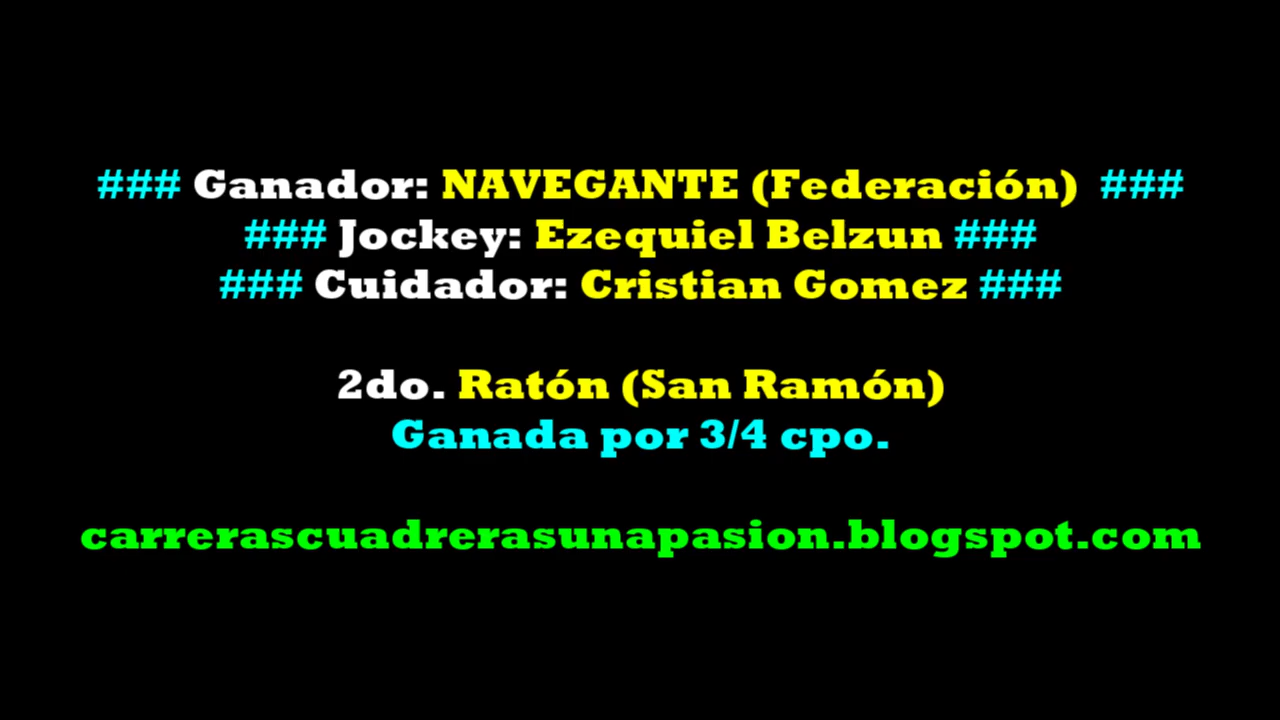 ### Ganador: NAVEGANTE (Federación) ###
### Jockey: Ezequiel Belzun ###
### Cuidador: Cristian Gomez ###
2do. Ratón (San Ramón)
Ganada por 3/4 cpo.
carrerascuadrerasunapasion.blogspot.com